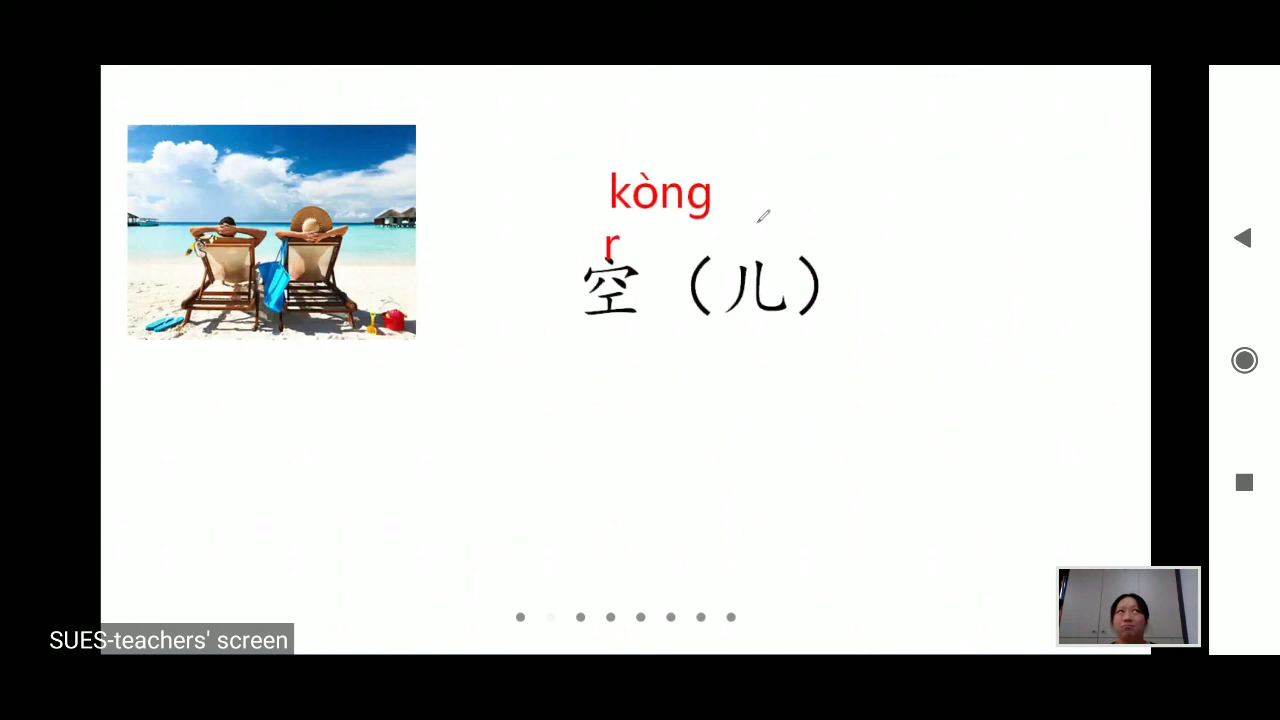 kòng
r
空（儿）
SUES-teachers' screen